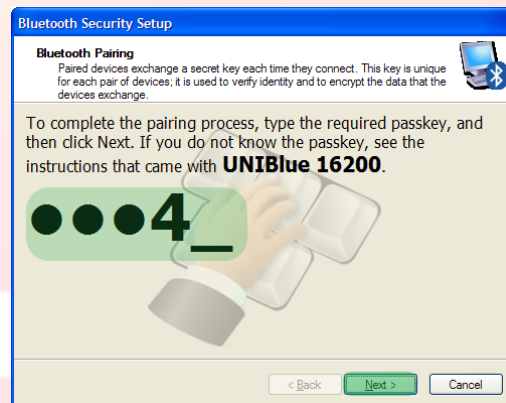 Bluetooth Security Setup
Bluetooth Pairing
Paired devices exchange a secret key each time they connect. This key is unique
for each pair of devices; it is used to verify identity and to encrypt the data that the
devices exchange.
To complete the pairing process, type the required passkey, and
then click Next. If you do not know the passkey, see the
instructions that came with UNIBlue 16200.
●●●4_
< Back Next > Cancel